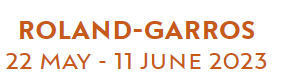 ROLAND-GARROS
22 MAY - 11 JUNE 2023